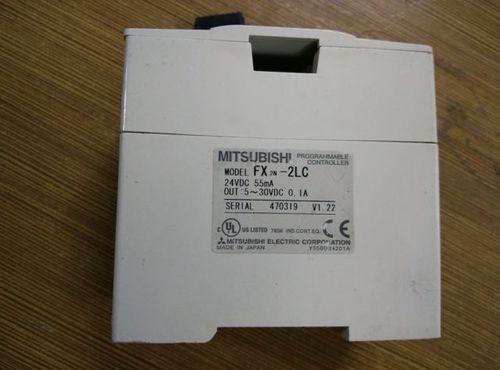 MITSUBISHI PROGRAMMABLE CONTROLLER
MODEL FX2N-2LC
24VDC 55mA
OUT:5~30VDC 0.1A
SERIAL 470319 V1.22
C UL US LISTED 76S6 IND.CONT.EQ. CE
MITSUBISHI ELECTRIC CORPORATION
MADE IN JAPAN